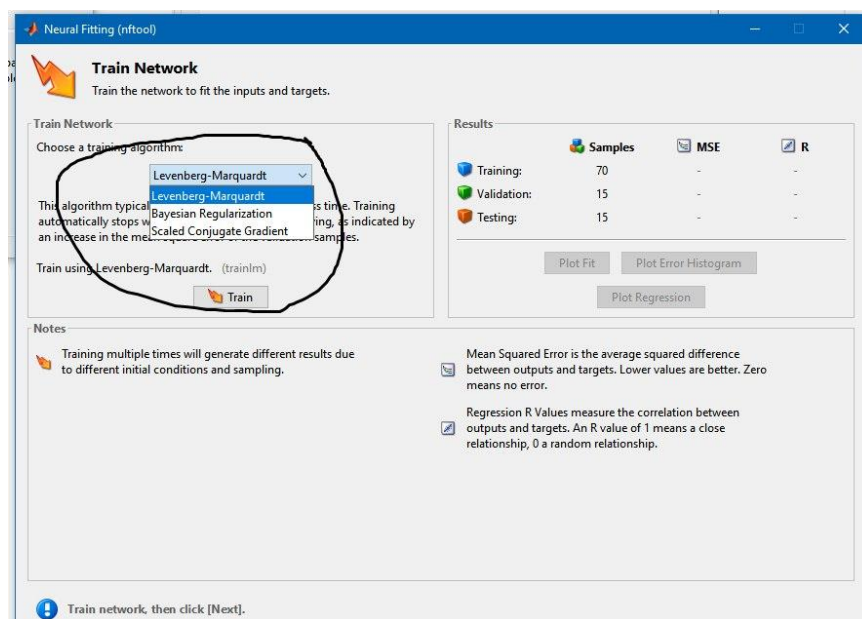 Neural Fitting (nftool)
Train Network
Train the network to fit the inputs and targets.
Train Network
Choose a training algorithm:
Levenberg-Marquardt
Levenberg-Marquardt
Bayesian Regularization
Scaled Conjugate Gradient
This algorithm typical ss time. Training
automatically stops w ing, as indicated by
an increase in the mean square error of the validation samples.
Train using Levenberg-Marquardt. (trainlm)
Train
Results
Samples MSE R
Training: 70 - -
Validation: 15 - -
Testing: 15 - -
Plot Fit Plot Error Histogram
Plot Regression
Notes
Training multiple times will generate different results due
to different initial conditions and sampling.
Mean Squared Error is the average squared difference
between outputs and targets. Lower values are better. Zero
means no error.
Regression R Values measure the correlation between
outputs and targets. An R value of 1 means a close
relationship, 0 a random relationship.
Train network, then click [Next].